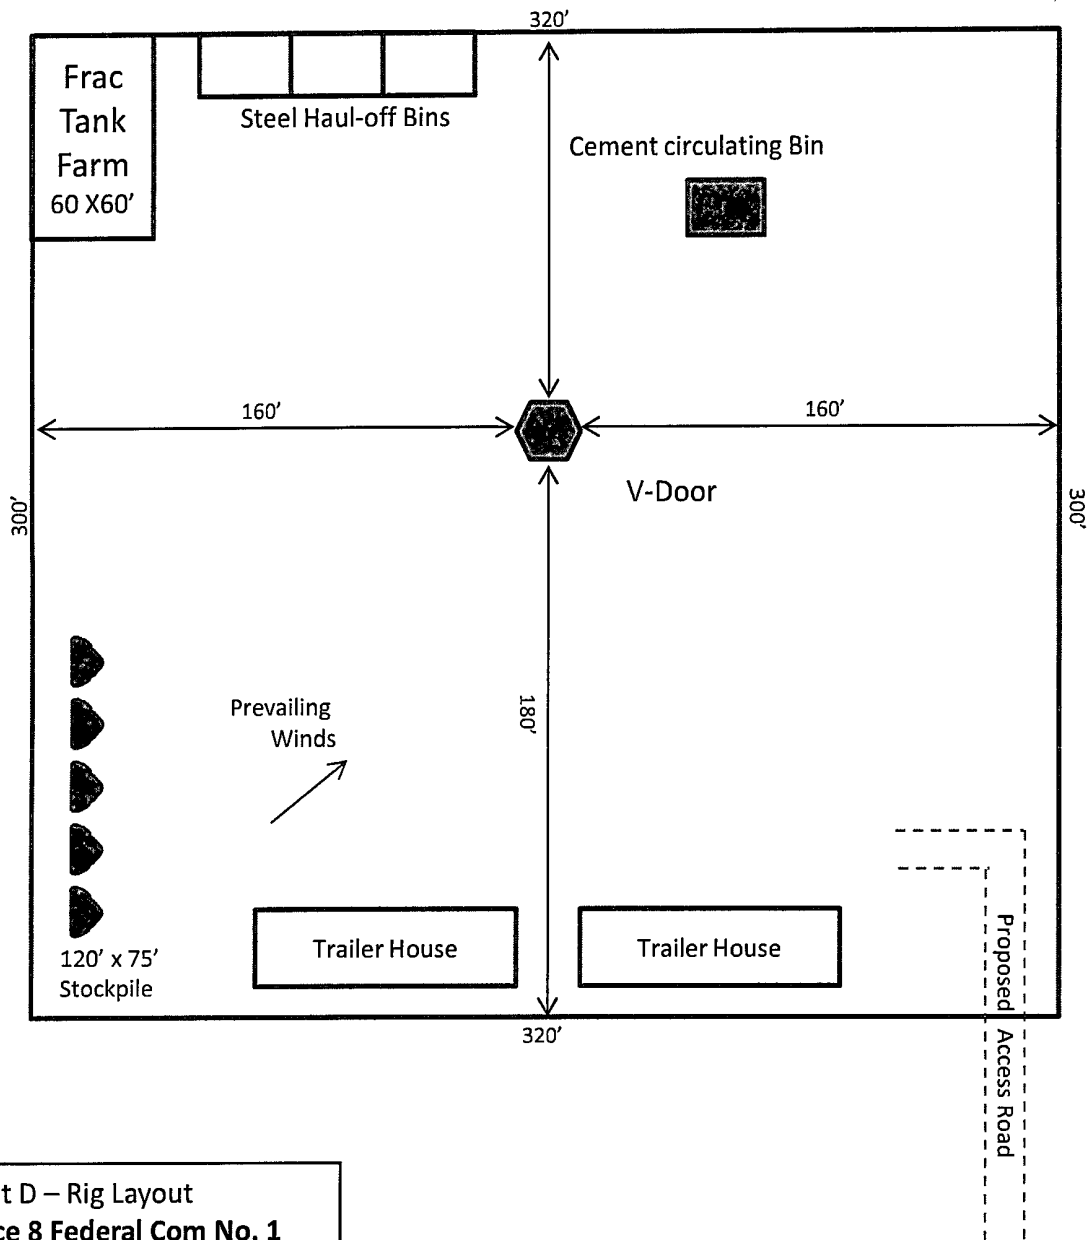 320’
Frac
Tank
Farm
60 X60’
Steel Haul-off Bins
Cement circulating Bin
160’
160’
V-Door
300’
300’
180’
Prevailing
Winds
120’ x 75’
Stockpile
Trailer House
Trailer House
Proposed Access Road
320’
t D – Rig Layout
ce 8 Federal Com No. 1